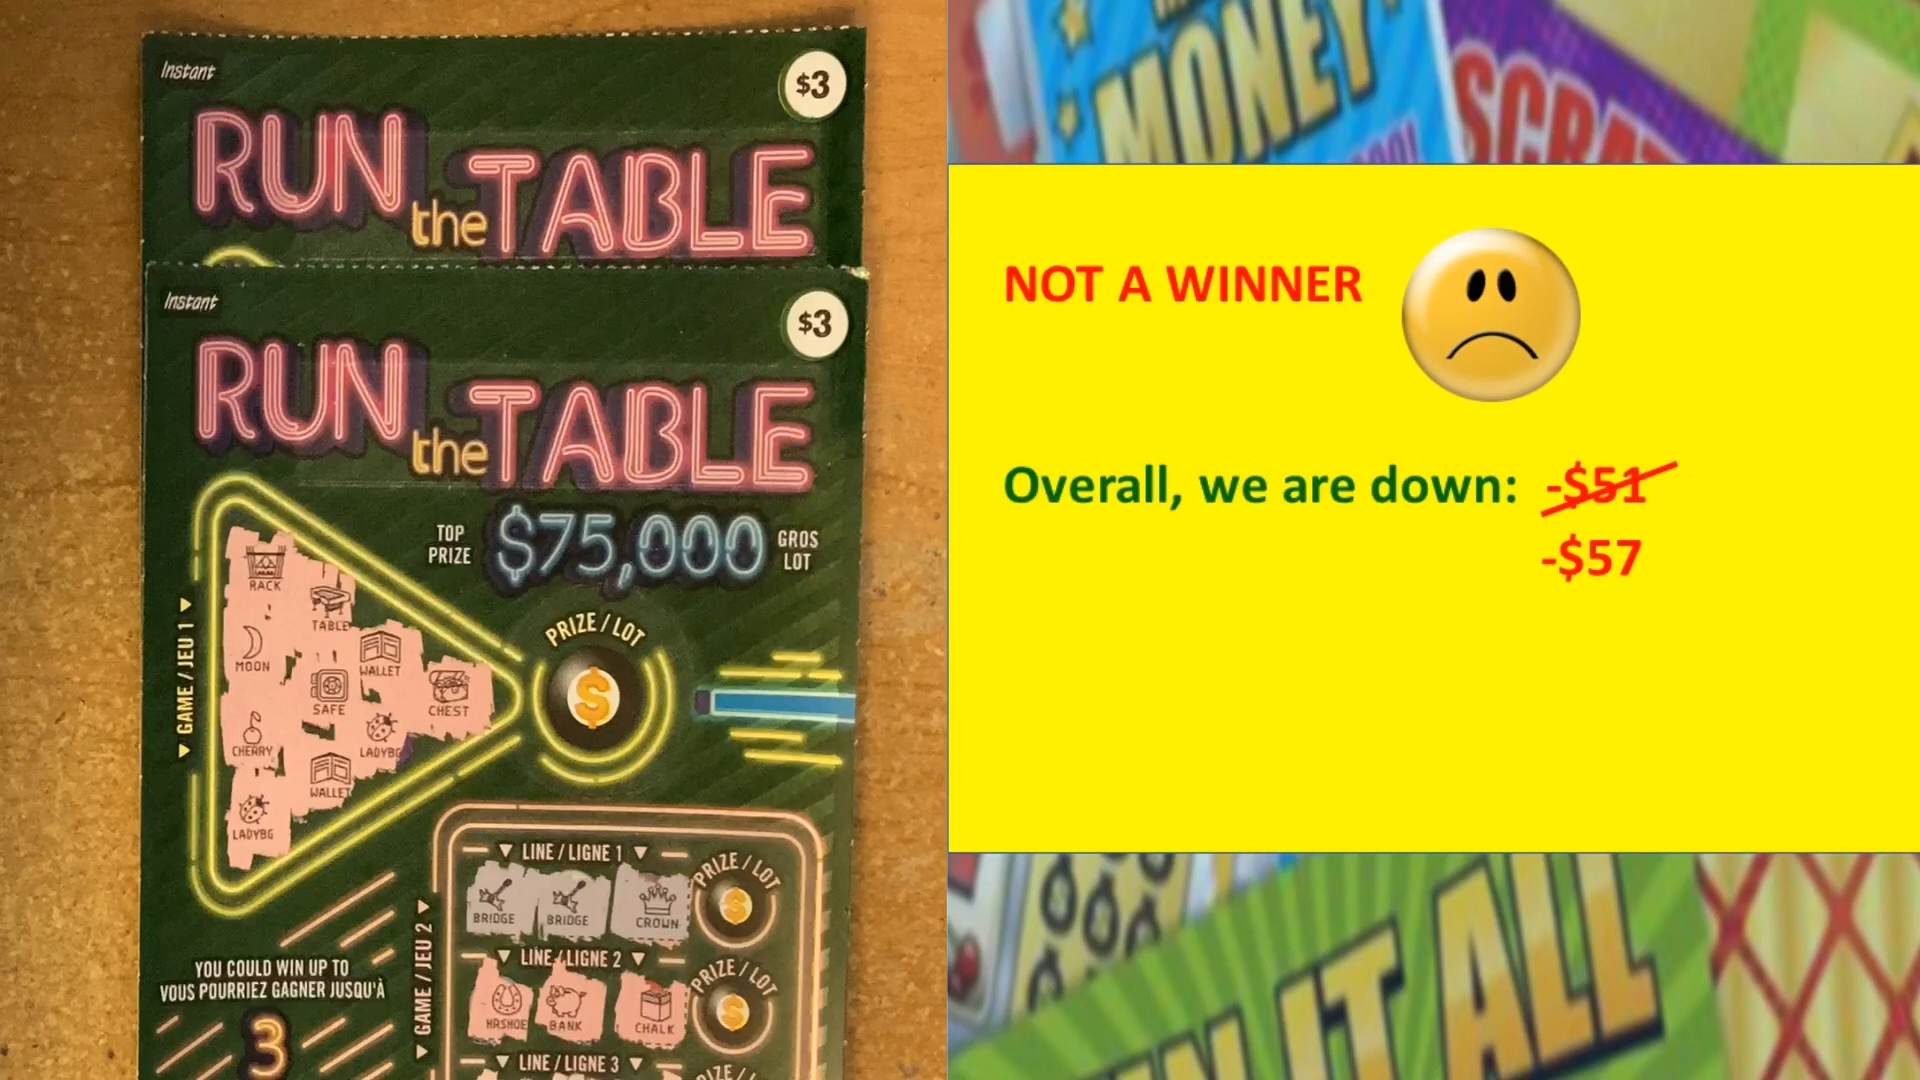 Instant
$3
RUN
the TABLE
Instant
$3
RUN
the TABLE
TOP
PRIZE
$75,000
GROS
LOT
GAME / JEU 1
RACK
TABLE
MOON
WALLET
SAFE
CHEST
CHERRY
LADYBG
WALLET
LADYBG
PRIZE / LOT
$
LINE / LIGNE 1
BRIDGE
BRIDGE
CROWN
PRIZE / LOT
$
GAME / JEU 2
LINE / LIGNE 2
HRSHOE
BANK
CHALK
PRIZE / LOT
$
LINE / LIGNE 3
YOU COULD WIN UP TO
VOUS POURRIEZ GAGNER JUSQU'À
3
MONEY
NOT A WINNER
Overall, we are down: -$51
-$57
IT ALL